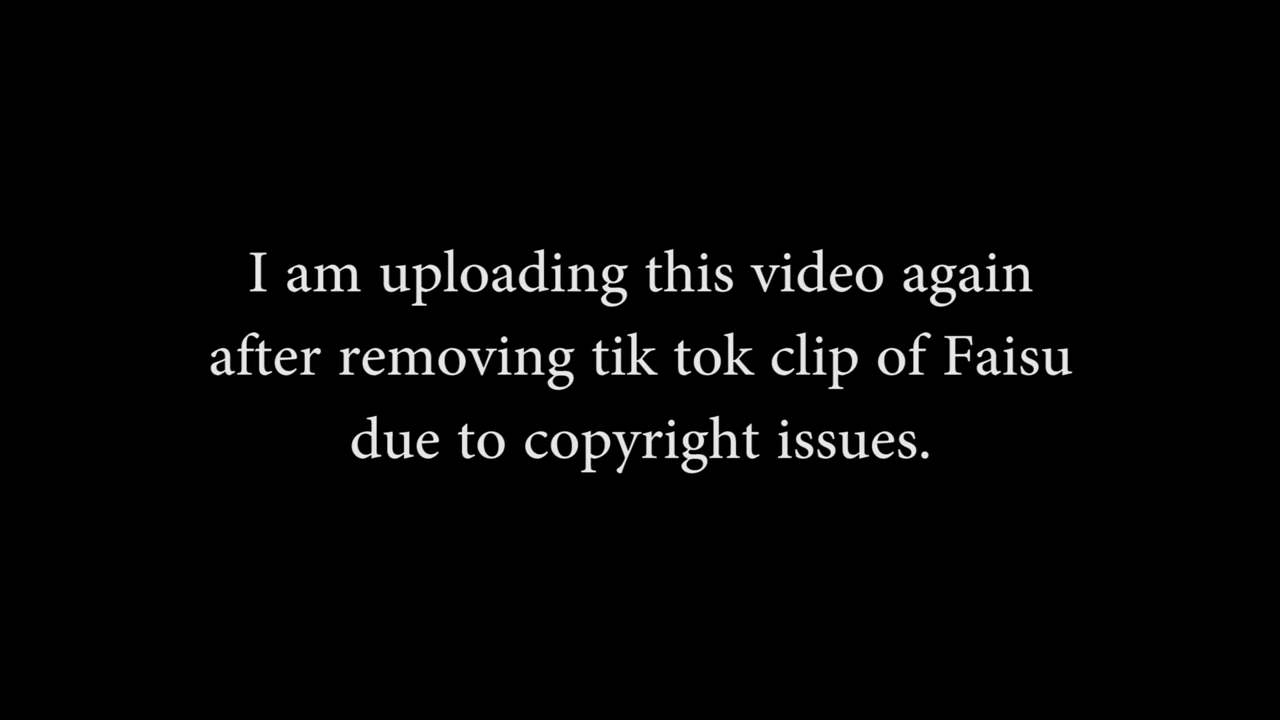 I am uploading this video again
after removing tik tok clip of Faisu
due to copyright issues.